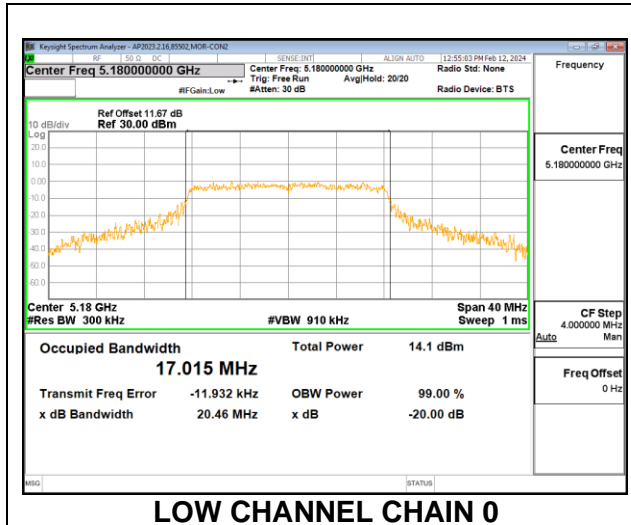 Keysight Spectrum Analyzer - AP2023.2.16,85502,MOR-CON2
RF 50 Ω DC SENSE:INT ALIGN AUTO 12:55:03 PM Feb 12, 2024
Center Freq 5.180000000 GHz
Center Freq: 5.180000000 GHz
Radio Std: None
Trig: Free Run Avg|Hold: 20/20
#IFGain:Low #Atten: 30 dB Radio Device: BTS
Frequency
Ref Offset 11.67 dB
10 dB/div Ref 30.00 dBm
Log
20.0
10.0
0.00
-10.0
-20.0
-30.0
-40.0
-50.0
-60.0
Center Freq
5.180000000 GHz
Center 5.18 GHz Span 40 MHz
#Res BW 300 kHz #VBW 910 kHz Sweep 1 ms
CF Step
4.000000 MHz
Auto Man
Freq Offset
0 Hz
Occupied Bandwidth Total Power 14.1 dBm
17.015 MHz
Transmit Freq Error -11.932 kHz OBW Power 99.00 %
x dB Bandwidth 20.46 MHz x dB -20.00 dB
MSG STATUS
LOW CHANNEL CHAIN 0